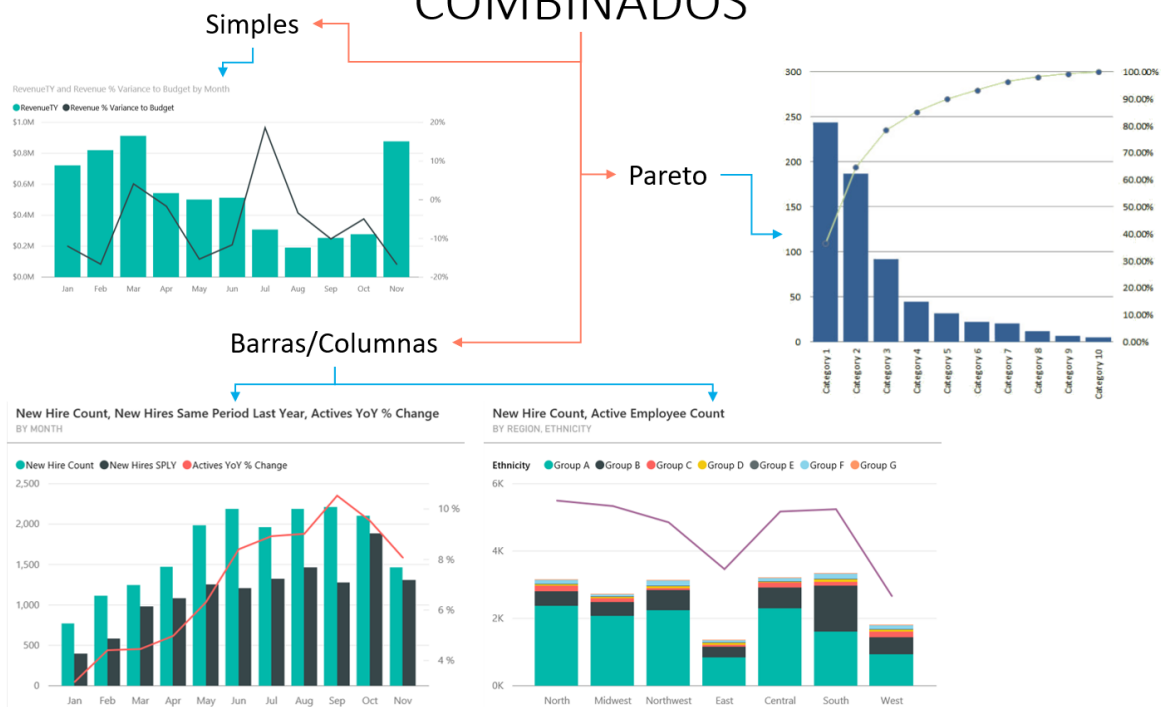 COMBINADOS
Simples
RevenueTY and Revenue % Variance to Budget by Month
RevenueTY Revenue % Variance to Budget
$1.0M
$0.8M
$0.6M
$0.4M
$0.2M
$0.0M
20%
10%
0%
-10%
-20%
Jan Feb Mar Apr May Jun Jul Aug Sep Oct Nov
Pareto
300
250
200
150
100
50
0
100.00%
90.00%
80.00%
70.00%
60.00%
50.00%
40.00%
30.00%
20.00%
10.00%
0.00%
Category 1
Category 2
Category 3
Category 4
Category 5
Category 6
Category 7
Category 8
Category 9
Category 10
Barras/Columnas
New Hire Count, New Hires Same Period Last Year, Actives YoY % Change
BY MONTH
New Hire Count New Hires SPLY Actives YoY % Change
2,500
2,000
1,500
1,000
500
0
10 %
8 %
6 %
4 %
Jan Feb Mar Apr May Jun Jul Aug Sep Oct Nov
New Hire Count, Active Employee Count
BY REGION, ETHNICITY
Ethnicity Group A Group B Group C Group D Group E Group F Group G
6K
4K
2K
0K
North Midwest Northwest East Central South West